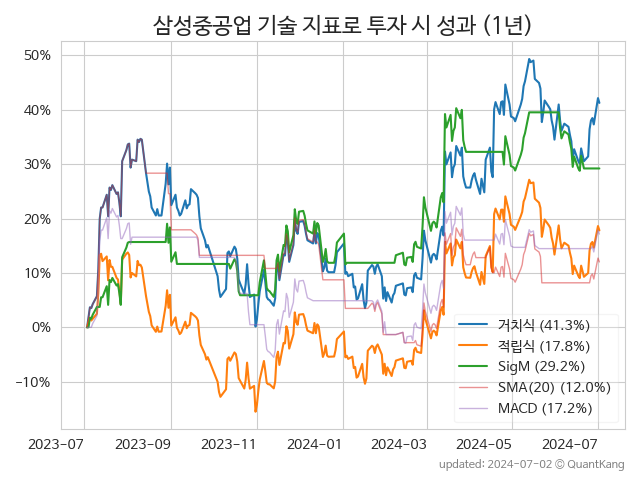 삼성중공업 기술 지표로 투자 시 성과 (1년)
50%
40%
30%
20%
10%
0%
−10%
거치식 (41.3%)
적립식 (17.8%)
SigM (29.2%)
SMA(20) (12.0%)
MACD (17.2%)
2023-07
2023-09
2023-11
2024-01
2024-03
2024-05
2024-07
updated: 2024-07-02 © QuantKang